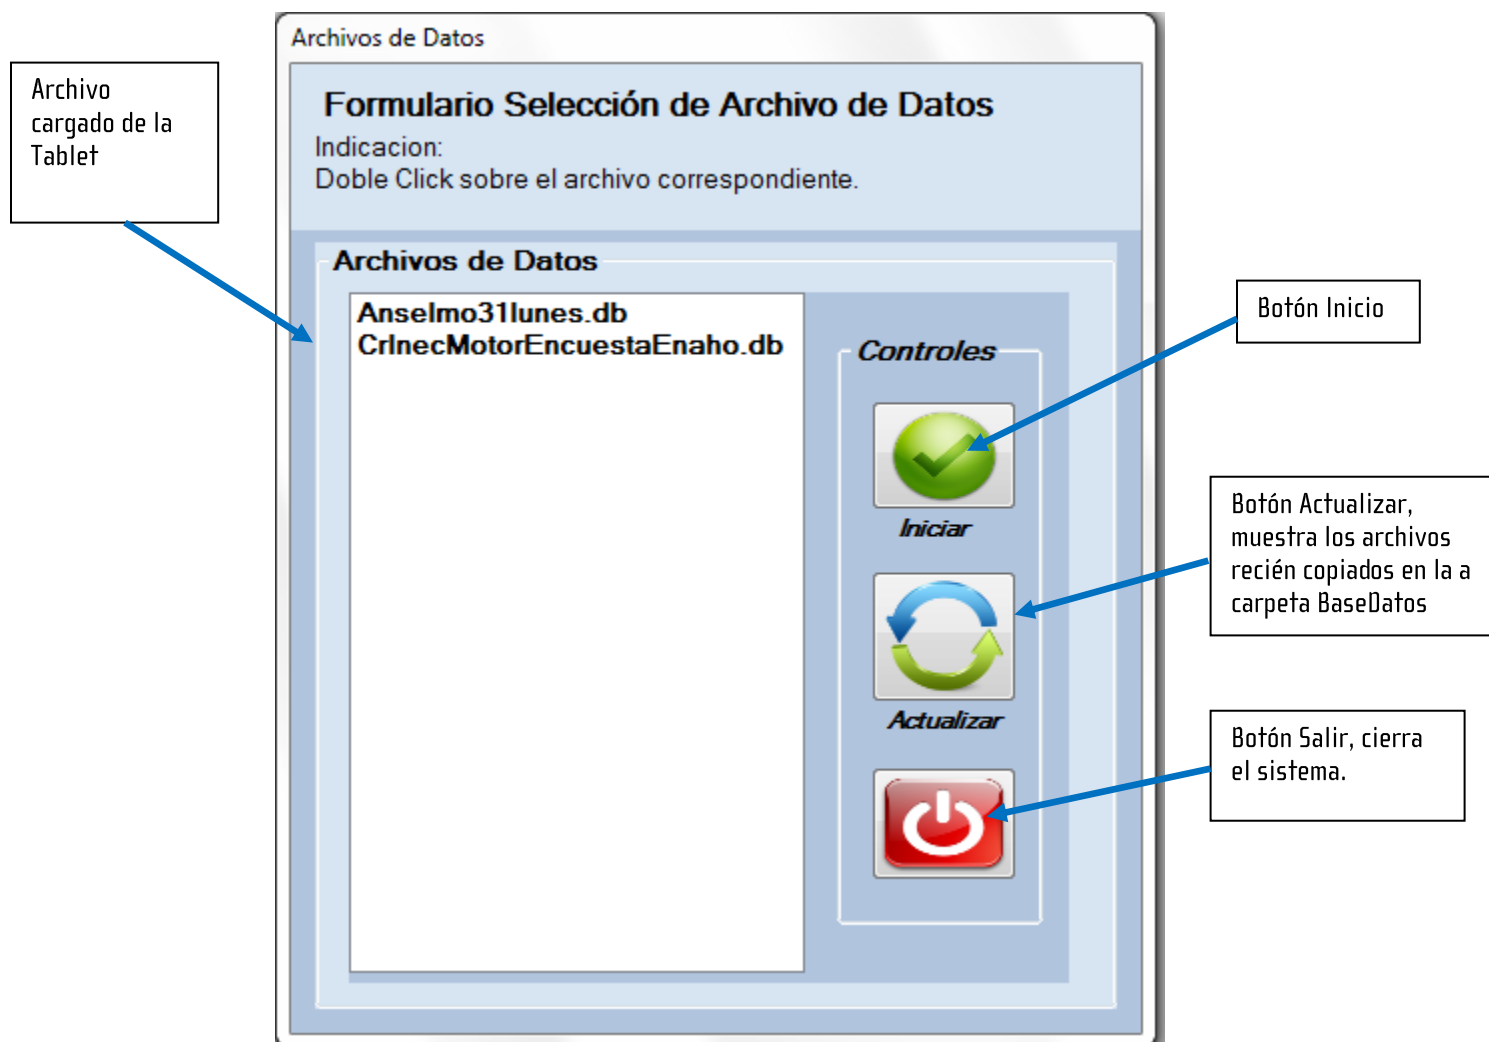 Archivos de Datos
Archivo
cargado de la
Tablet
Formulario Selección de Archivo de Datos
Indicacion:
Doble Click sobre el archivo correspondiente.
Archivos de Datos
Anselmo31lunes.db
CrInecMotorEncuestaEnaho.db
Controles
Iniciar
Actualizar
Botón Inicio
Botón Actualizar,
muestra los archivos
recién copiados en la a
carpeta BaseDatos
Botón Salir, cierra
el sistema.